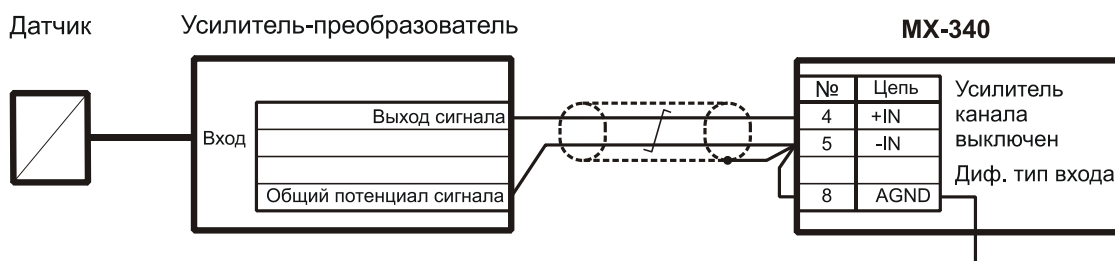 Датчик
Усилитель-преобразователь
MX-340
Вход
Выход сигнала
Общий потенциал сигнала
№ Цепь
4 +IN
5 -IN
8 AGND
Усилитель
канала
выключен
Диф. тип входа